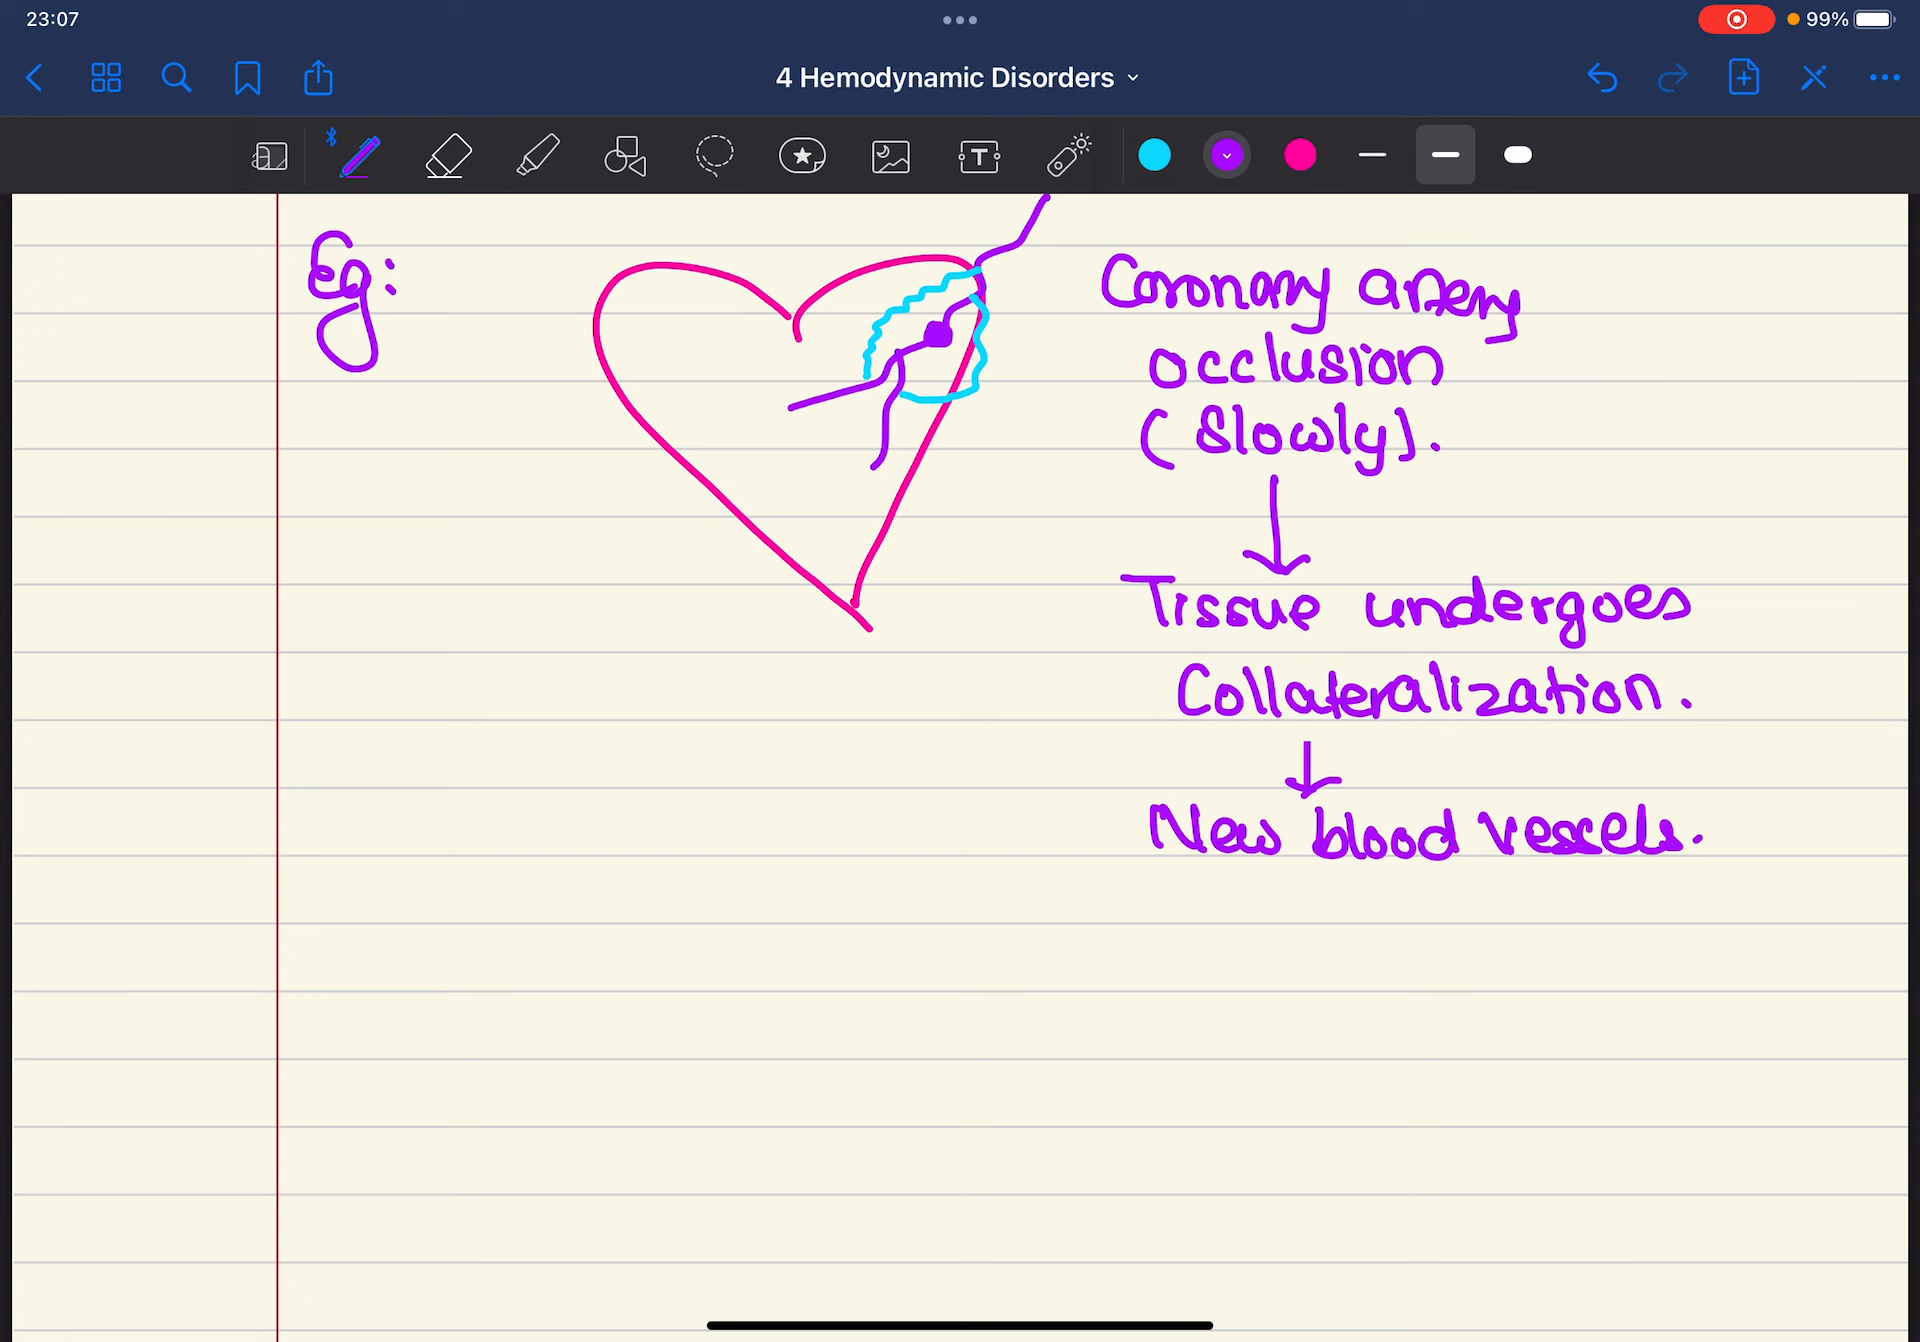 23:07
99%
4 Hemodynamic Disorders
T
Eg:
Coronary artery
occlusion
(Slowly).
Tissue undergoes
Collateralization.
New blood vessels.